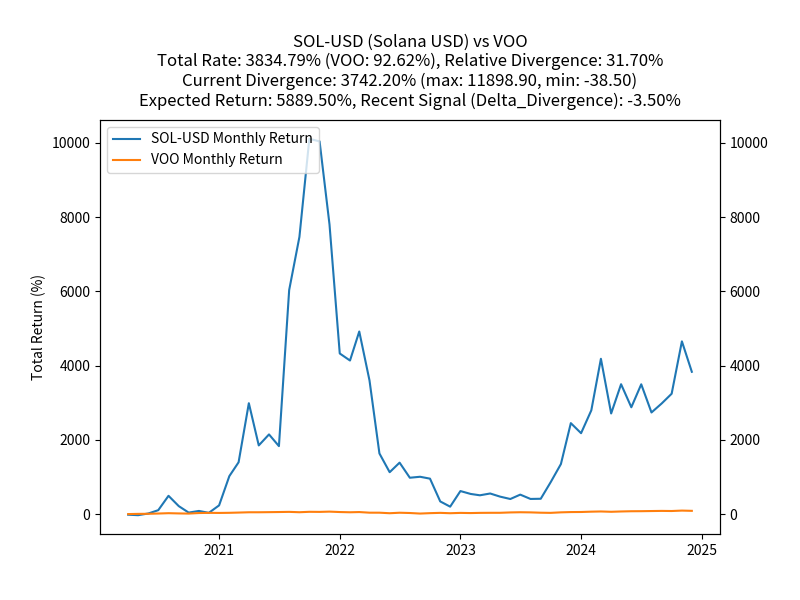 SOL-USD (Solana USD) vs VOO
Total Rate: 3834.79% (VOO: 92.62%), Relative Divergence: 31.70%
Current Divergence: 3742.20% (max: 11898.90, min: -38.50)
Expected Return: 5889.50%, Recent Signal (Delta_Divergence): -3.50%
SOL-USD Monthly Return
VOO Monthly Return
Total Return (%)
10000
8000
6000
4000
2000
0
10000
8000
6000
4000
2000
0
2021
2022
2023
2024
2025